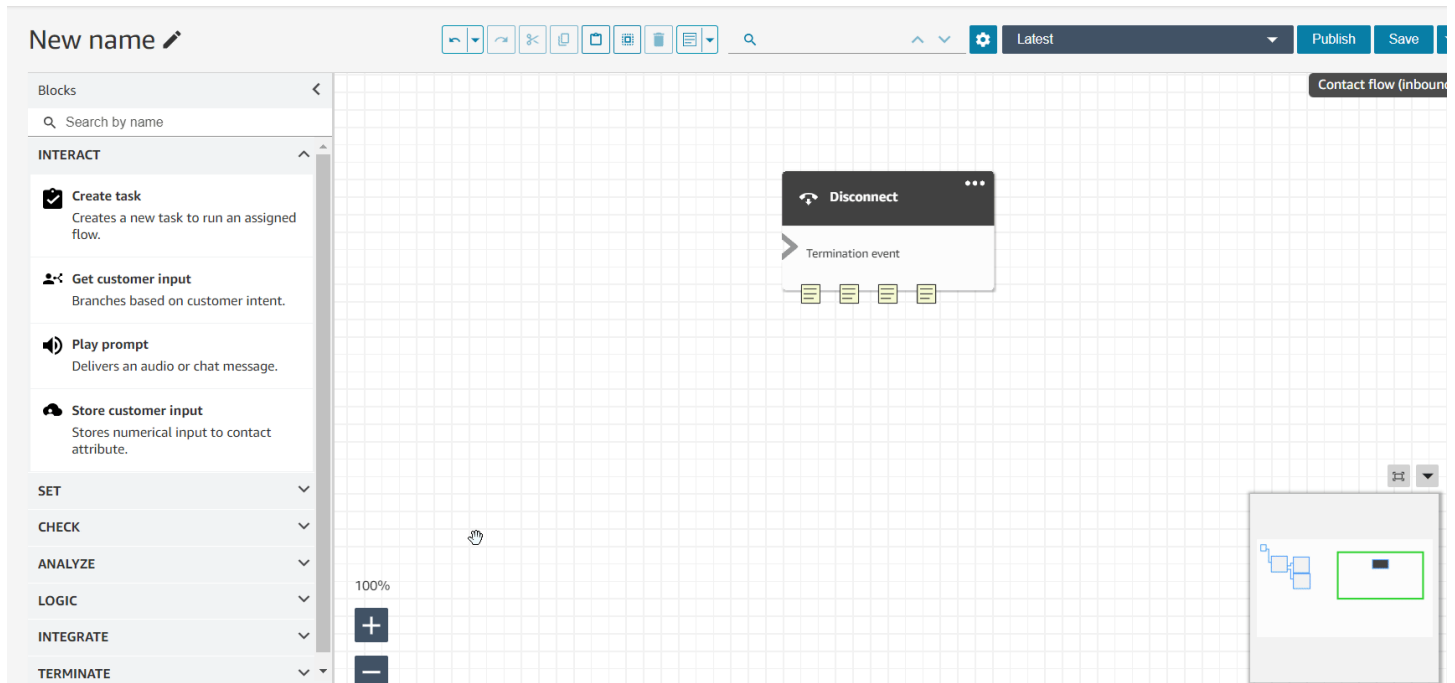 New name
Latest
Publish
Save
Contact flow (inboun
Blocks
Search by name
INTERACT
Create task
Creates a new task to run an assigned
flow.
Get customer input
Branches based on customer intent.
Play prompt
Delivers an audio or chat message.
Store customer input
Stores numerical input to contact
attribute.
SET
CHECK
ANALYZE
LOGIC
INTEGRATE
TERMINATE
Disconnect
Termination event
100%